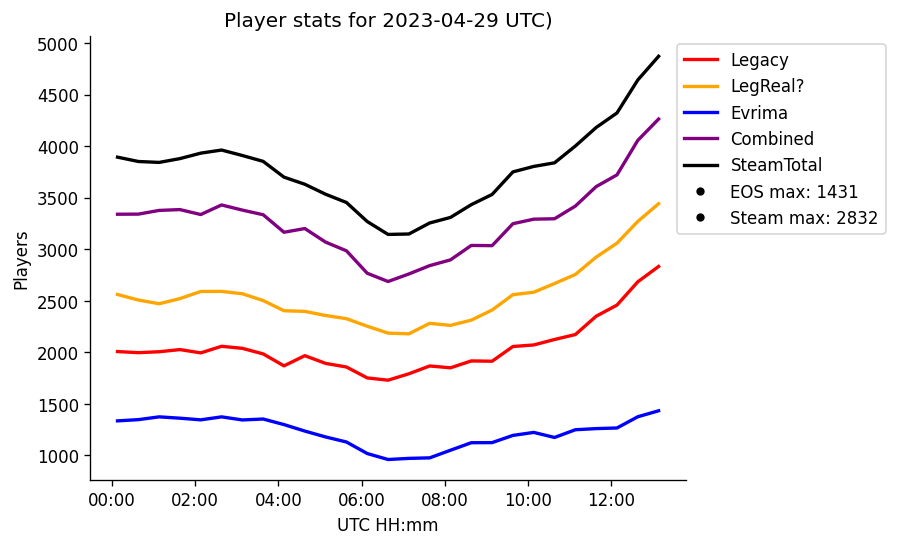 Player stats for 2023-04-29 UTC)
5000
4500
4000
3500
3000
2500
2000
1500
1000
Players
00:00 02:00 04:00 06:00 08:00 10:00 12:00
UTC HH:mm
Legacy
LegReal?
Evrima
Combined
SteamTotal
EOS max: 1431
Steam max: 2832